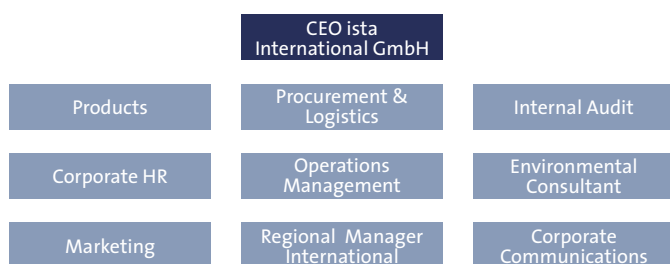 CEO ista
International GmbH
Products
Procurement &
Logistics
Internal Audit
Corporate HR
Operations
Management
Environmental
Consultant
Marketing
Regional Manager
International
Corporate
Communications